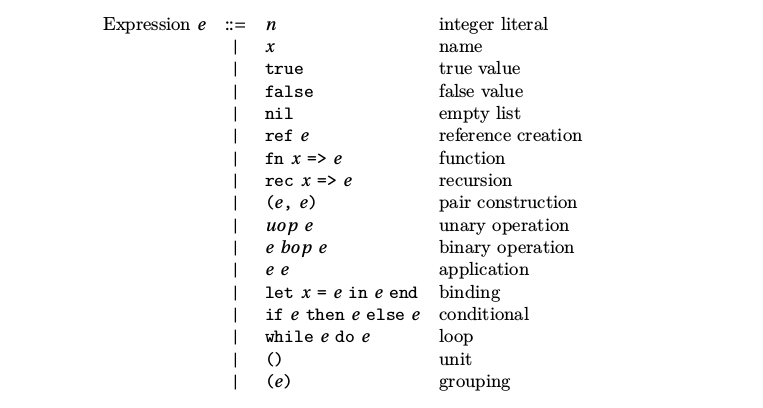 Expression e ::= n integer literal
| x name
| true true value
| false false value
| nil empty list
| ref e reference creation
| fn x => e function
| rec x => e recursion
| (e, e) pair construction
| uop e unary operation
| e bop e binary operation
| e e application
| let x = e in e end binding
| if e then e else e conditional
| while e do e loop
| () unit
| (e) grouping